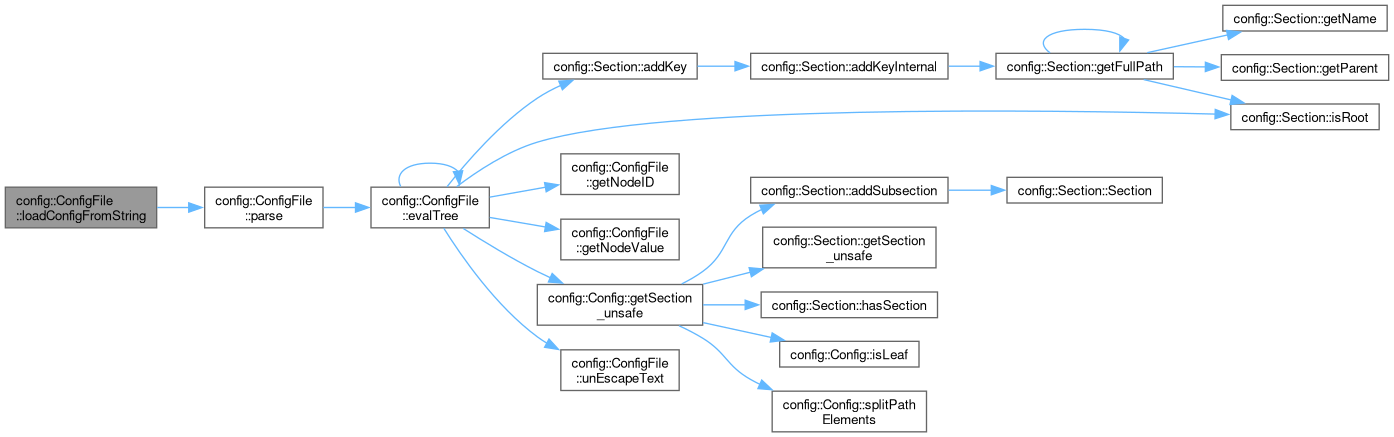 config::ConfigFile
::loadConfigFromString
config::ConfigFile
::parse
config::ConfigFile
::evalTree
config::Section::addKey
config::Section::addKeyInternal
config::Section::getFullPath
config::Section::getName
config::Section::getParent
config::Section::isRoot
config::ConfigFile
::getNodeID
config::ConfigFile
::getNodeValue
config::Config::getSection
_unsafe
config::Section::addSubsection
config::Section::Section
config::Section::getSection
_unsafe
config::Section::hasSection
config::Config::isLeaf
config::Config::splitPath
Elements
config::ConfigFile
::unEscapeText